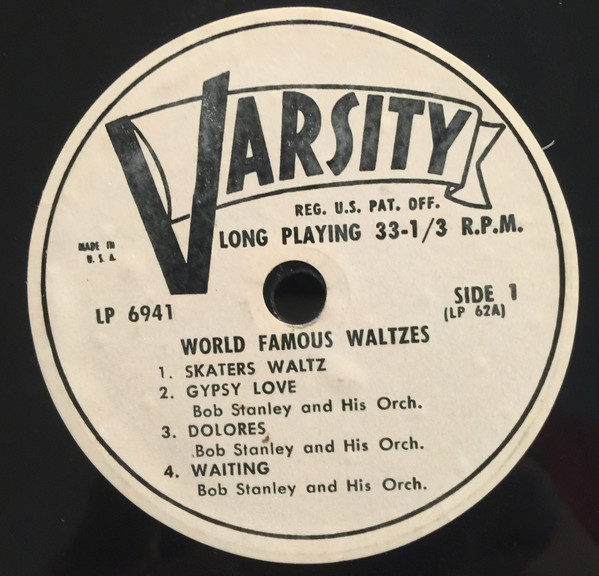 VARSITY
REG. U.S. PAT. OFF.
LONG PLAYING 33-1/3 R.P.M.
MADE IN
U. S. A.
LP 6941
SIDE 1
(LP 62A)
WORLD FAMOUS WALTZES
1. SKATERS WALTZ
2. GYPSY LOVE
Bob Stanley and His Orch.
3. DOLORES
Bob Stanley and His Orch.
4. WAITING
Bob Stanley and His Orch.